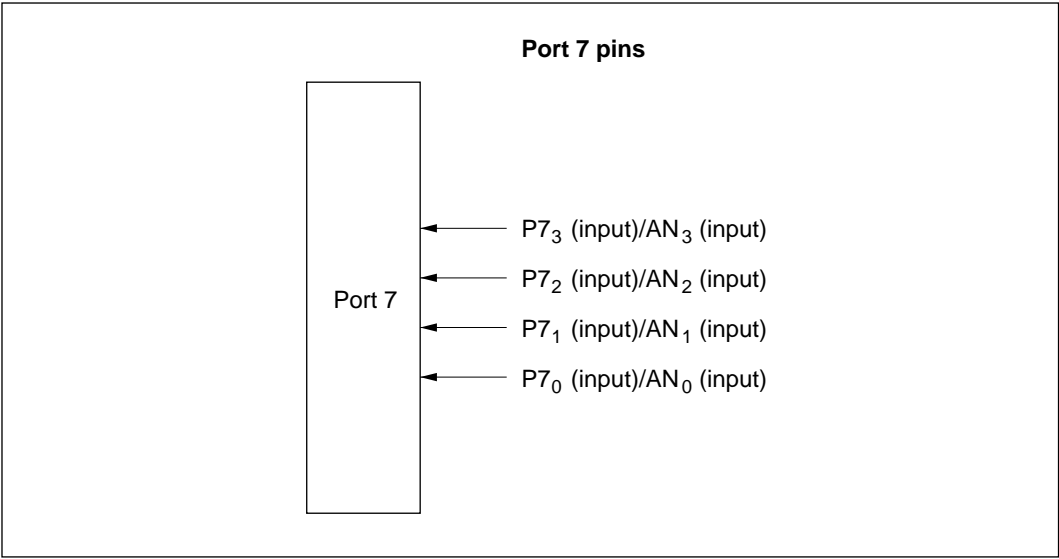 Port 7 pins
P7₃ (input)/AN₃ (input)
P7₂ (input)/AN₂ (input)
Port 7
P7₁ (input)/AN₁ (input)
P7₀ (input)/AN₀ (input)